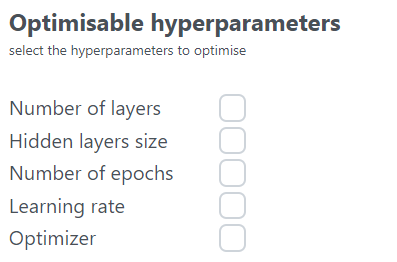 Optimisable hyperparameters
select the hyperparameters to optimise
Number of layers
Hidden layers size
Number of epochs
Learning rate
Optimizer